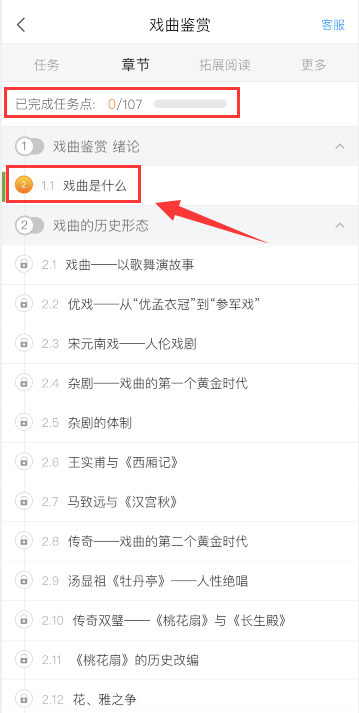 戏曲鉴赏 客服
任务 章节 拓展阅读 更多
已完成任务点: 0/107
1 戏曲鉴赏 绪论
2 1.1 戏曲是什么
2 戏曲的历史形态
2.1 戏曲——以歌舞演故事
2.2 优戏——从“优孟衣冠”到“参军戏”
2.3 宋元南戏——人伦戏剧
2.4 杂剧——戏曲的第一个黄金时代
2.5 杂剧的体制
2.6 王实甫与《西厢记》
2.7 马致远与《汉宫秋》
2.8 传奇——戏曲的第二个黄金时代
2.9 汤显祖《牡丹亭》——人性绝唱
2.10 传奇双璧——《桃花扇》与《长生殿》
2.11 《桃花扇》的历史改编
2.12 花、雅之争